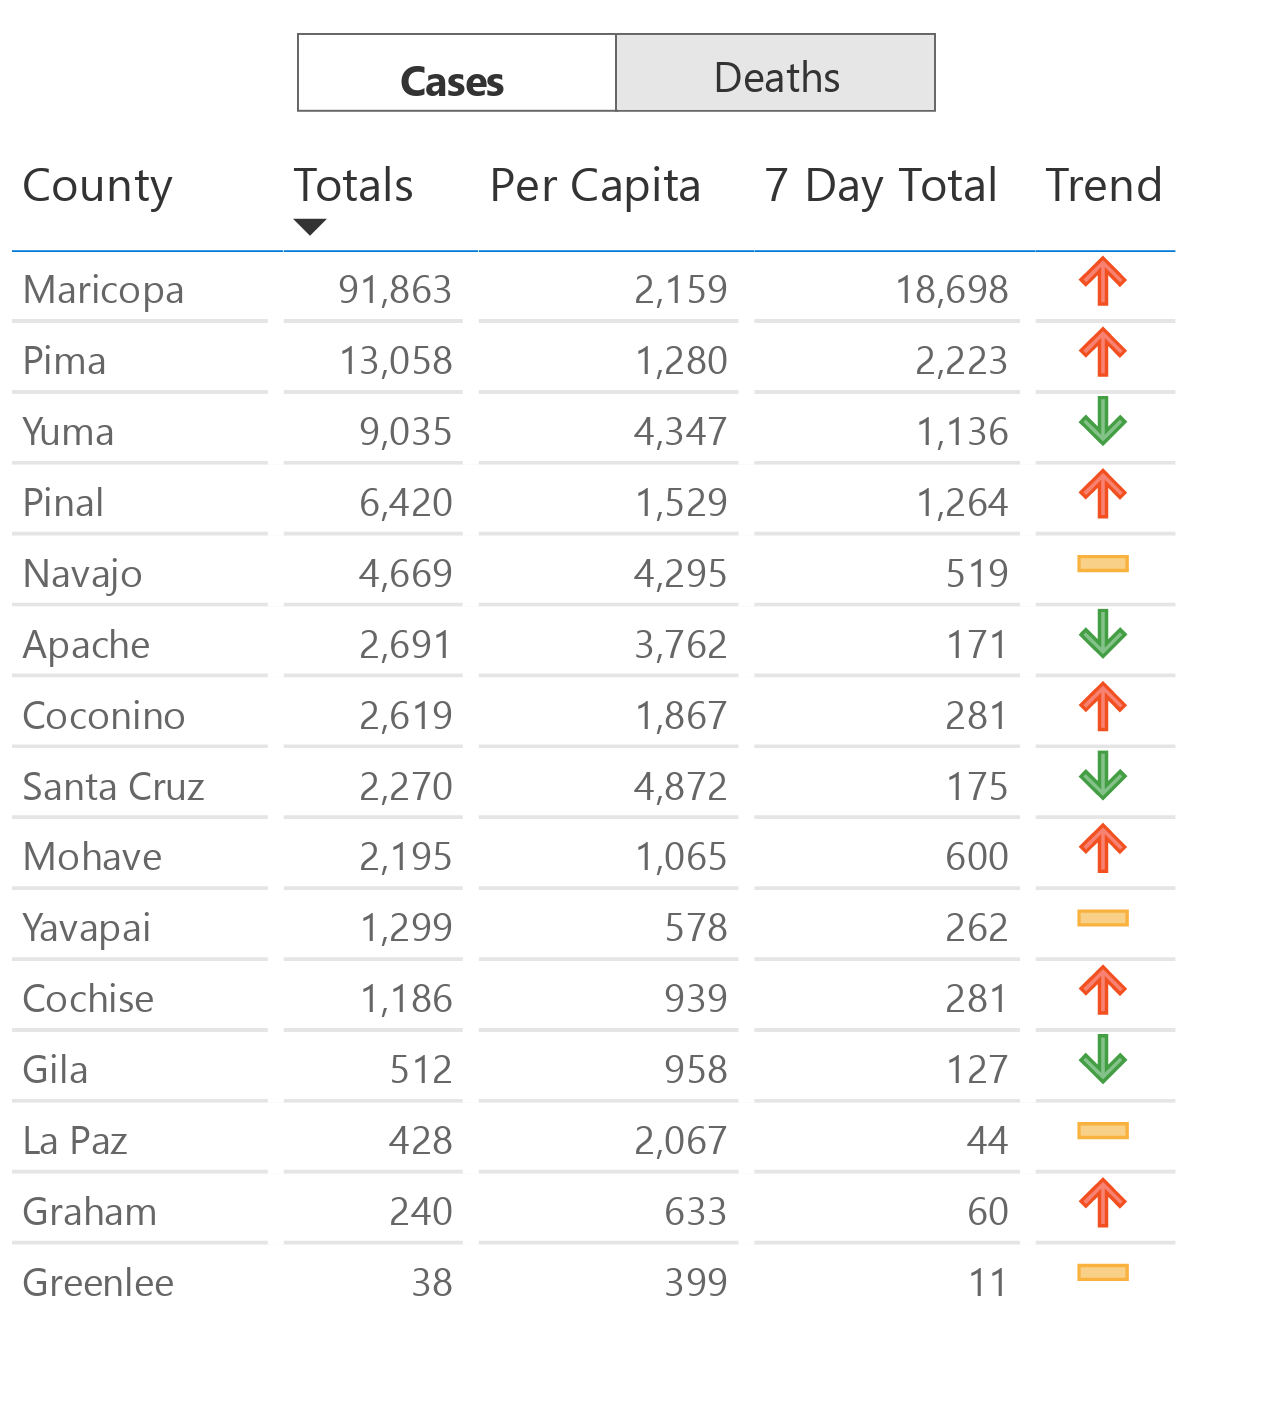 Cases Deaths
County Totals Per Capita 7 Day Total Trend
Maricopa 91,863 2,159 18,698
Pima 13,058 1,280 2,223
Yuma 9,035 4,347 1,136
Pinal 6,420 1,529 1,264
Navajo 4,669 4,295 519
Apache 2,691 3,762 171
Coconino 2,619 1,867 281
Santa Cruz 2,270 4,872 175
Mohave 2,195 1,065 600
Yavapai 1,299 578 262
Cochise 1,186 939 281
Gila 512 958 127
La Paz 428 2,067 44
Graham 240 633 60
Greenlee 38 399 11